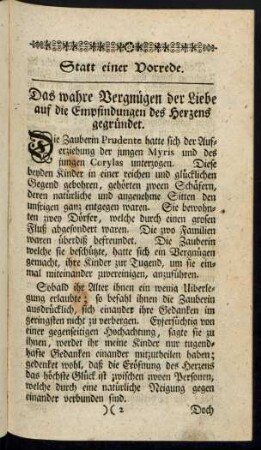 Statt einer Vorrede.
Das wahre Vergnügen der Liebe
auf die Empfindungen des Herzens
gegründet.
Die Zauberin Prudente hatte sich der Auf-
erziehung der jungen Myris und des
jungen Corylas unterzogen. Diese
beyden Kinder in einer reichen und glücklichen
Gegend gebohren, gehörten zween Schäfern,
deren natürliche und angenehme Sitten den
unsrigen ganz entgegen waren. Sie bewohn-
ten zwey Dörfer, welche durch einen grosen
Fluß abgesondert waren. Die zwo Familien
waren überdiß befreundet. Die Zauberin
welche sie beschützte, hatte sich ein Vergnügen
gemacht, ihre Kinder zur Tugend, um sie ein-
mal miteinander zuvereinigen, anzuführen.
Sobald ihr Alter ihnen ein wenig Uiberle-
gung erlaubte; so befahl ihnen die Zauberin
ausdrücklich, sich einander ihre Gedanken im
geringsten nicht zu verbergen. Eyfersüchtig von
einer gegenseitigen Hochachtung, sagte sie zu
ihnen, werdet ihr meine Kinder nur tugend-
hafte Gedanken einander mitzutheilen haben;
gedenket wohl, daß die Eröfnung des Herzens
das höchste Glück ist zwischen zwoen Personen,
welche durch eine natürliche Neigung gegen
einander verbunden sind.
)( 2 Doch